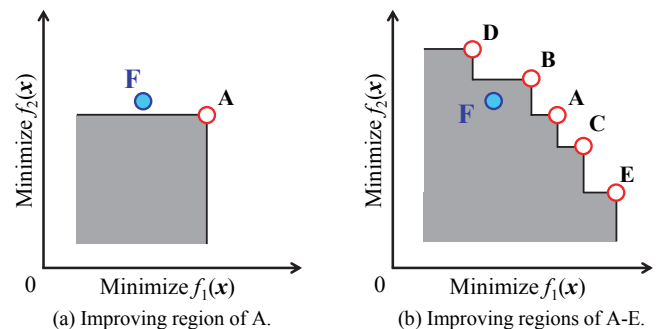 F
A
Minimize f₂(x)
0
Minimize f₁(x)
(a) Improving region of A.
D
B
F
A
C
E
Minimize f₂(x)
0
Minimize f₁(x)
(b) Improving regions of A-E.